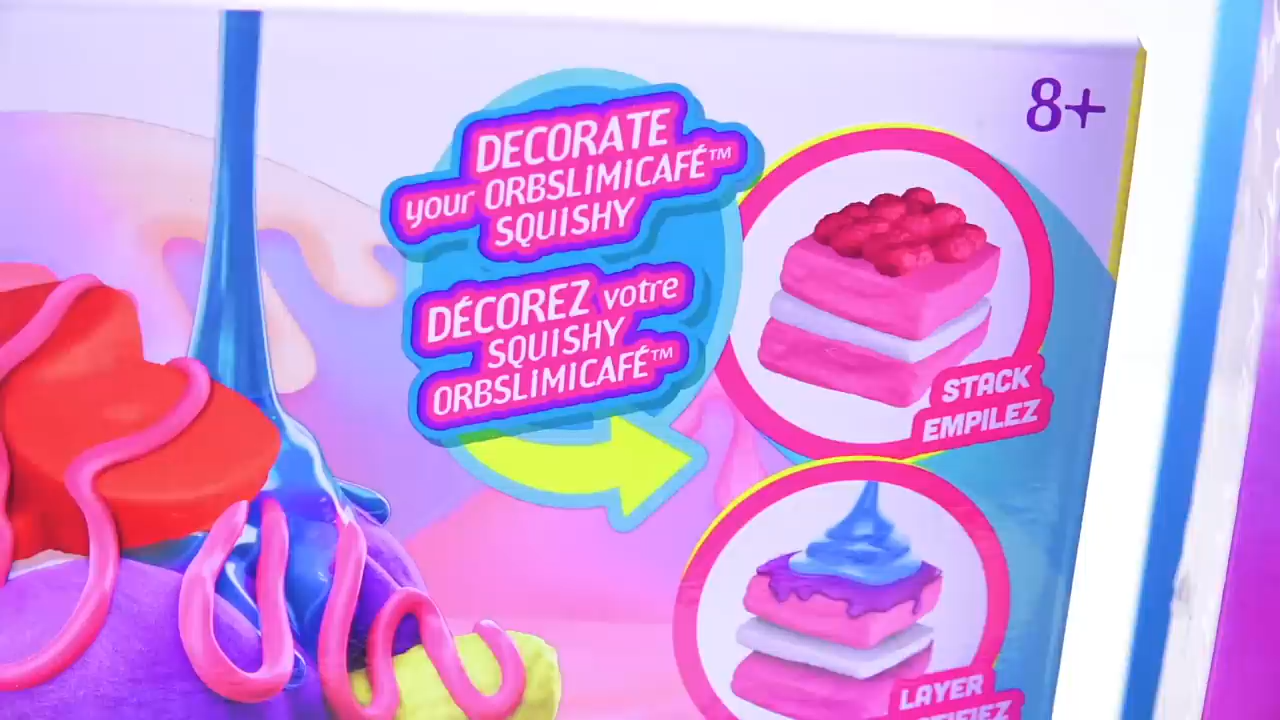 8+
DECORATE
your ORBSLIMICAFÉ™
SQUISHY
DÉCOREZ votre
SQUISHY
ORBSLIMICAFÉ™
STACK
EMPILEZ
LAYER